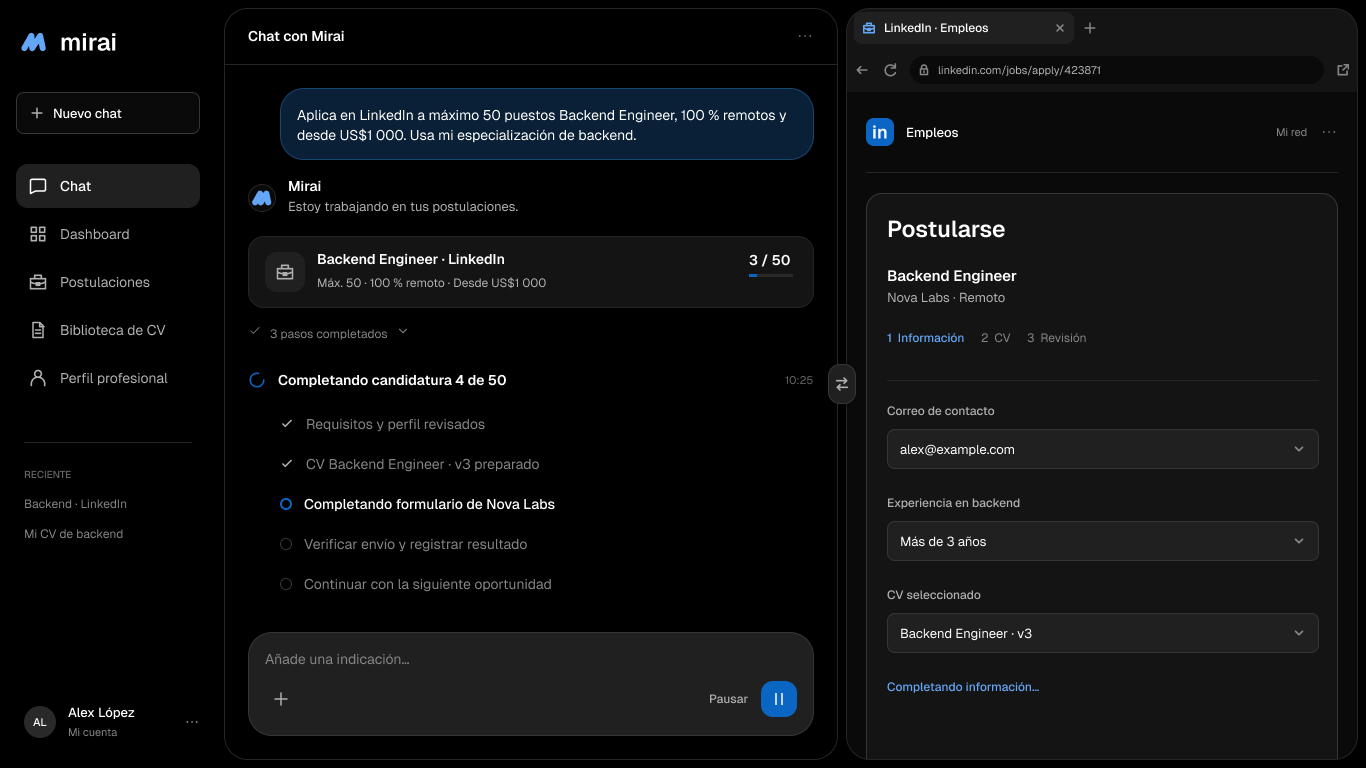 mirai
Nuevo chat
Chat
Dashboard
Postulaciones
Biblioteca de CV
Perfil profesional
RECIENTE
Backend · LinkedIn
Mi CV de backend
AL
Alex López
Mi cuenta
Chat con Mirai
Aplica en LinkedIn a máximo 50 puestos Backend Engineer, 100 % remotos y
desde US$1 000. Usa mi especialización de backend.
Mirai
Estoy trabajando en tus postulaciones.
Backend Engineer · LinkedIn
3 / 50
Máx. 50 · 100 % remoto · Desde US$1 000
3 pasos completados
Completando candidatura 4 de 50
10:25
Requisitos y perfil revisados
CV Backend Engineer · v3 preparado
Completando formulario de Nova Labs
Verificar envío y registrar resultado
Continuar con la siguiente oportunidad
Añade una indicación...
Pausar
LinkedIn · Empleos
linkedin.com/jobs/apply/423871
in
Empleos
Mi red
Postularse
Backend Engineer
Nova Labs · Remoto
1 Información 2 CV 3 Revisión
Correo de contacto
alex@example.com
Experiencia en backend
Más de 3 años
CV seleccionado
Backend Engineer · v3
Completando información...